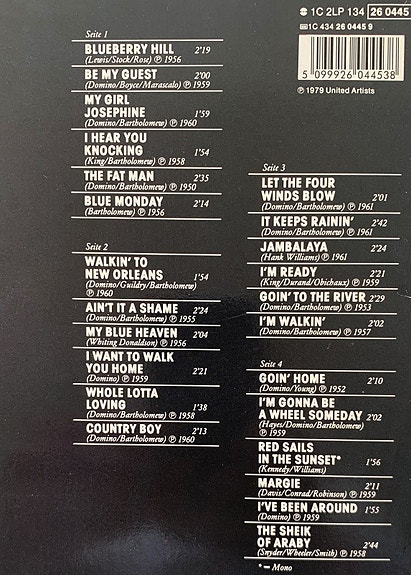 1C 2LP 134 26 0445
1C 434 26 0445 9
5 099926 044538
℗ 1979 United Artists
Seite 1
BLUEBERRY HILL 2'19
(Lewis/Stock/Rose) ℗ 1956
BE MY GUEST 2'00
(Domino/Boyce/Marascalo) ℗ 1959
MY GIRL
JOSEPHINE 1'59
(Domino/Bartholomew) ℗ 1960
I HEAR YOU
KNOCKING 1'54
(King/Bartholomew) ℗ 1958
THE FAT MAN 2'35
(Domino/Bartholomew) ℗ 1950
BLUE MONDAY 2'14
(Bartholomew) ℗ 1956
Seite 2
WALKIN' TO
NEW ORLEANS 1'54
(Domino/Guildry/Bartholomew)
℗ 1960
AIN'T IT A SHAME 2'24
(Domino/Bartholomew) ℗ 1955
MY BLUE HEAVEN 2'04
(Whiting Donaldson) ℗ 1956
I WANT TO WALK
YOU HOME 2'21
(Domino) ℗ 1959
WHOLE LOTTA
LOVING 1'38
(Domino/Bartholomew) ℗ 1958
COUNTRY BOY 2'13
(Domino/Bartholomew) ℗ 1960
Seite 3
LET THE FOUR
WINDS BLOW 2'01
(Domino/Bartholomew) ℗ 1961
IT KEEPS RAININ' 2'42
(Domino/Bartholomew) ℗ 1961
JAMBALAYA 2'24
(Hank Williams) ℗ 1961
I'M READY 2'21
(King/Durand/Obichaux) ℗ 1959
GOIN' TO THE RIVER 2'29
(Domino/Bartholomew) ℗ 1953
I'M WALKIN' 2'02
(Domino/Bartholomew) ℗ 1957
Seite 4
GOIN' HOME 2'10
(Domino/Young) ℗ 1952
I'M GONNA BE
A WHEEL SOMEDAY 2'02
(Hayes/Domino/Bartholomew)
℗ 1959
RED SAILS
IN THE SUNSET* 1'56
(Kennedy/Williams)
MARGIE 2'11
(Davis/Conrad/Robinson) ℗ 1959
I'VE BEEN AROUND 1'55
(Domino) ℗ 1959
THE SHEIK
OF ARABY 2'44
(Snyder/Wheeler/Smith) ℗ 1958
* = Mono